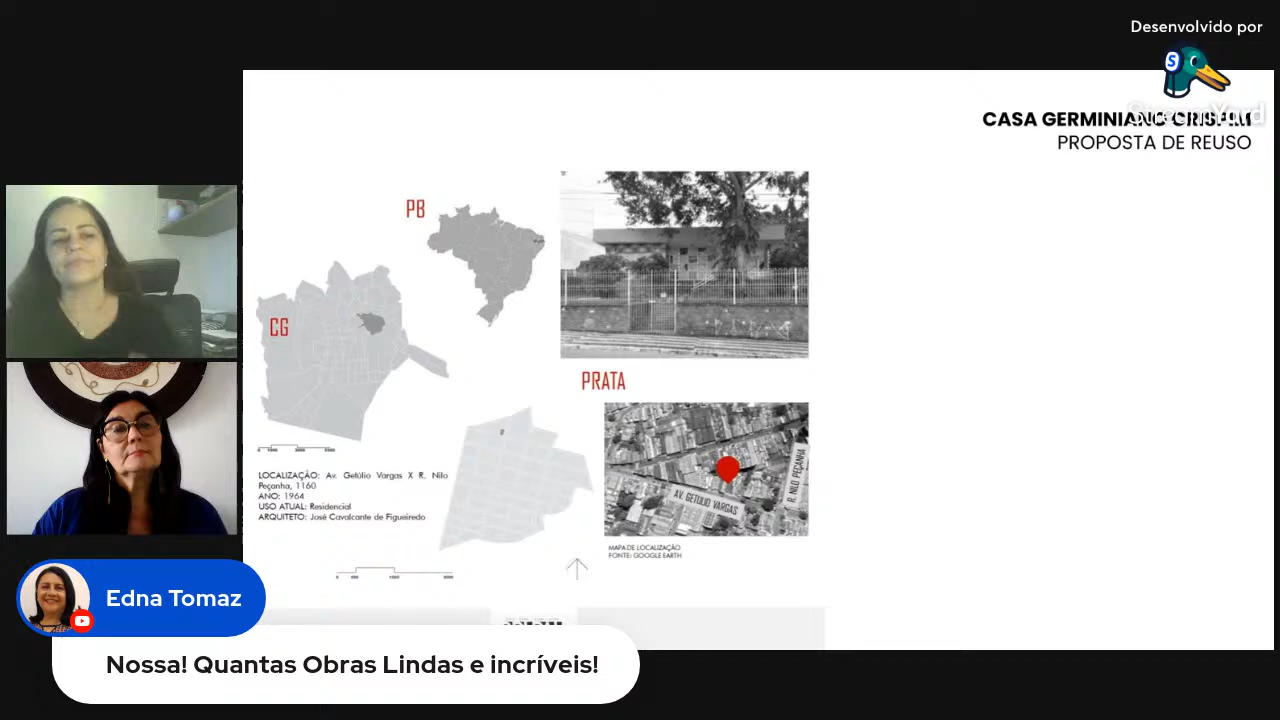 Desenvolvido por
StreamYard
CASA GERMINIANO CRISPIM
PROPOSTA DE REUSO
PB
CG
PRATA
LOCALIZAÇÃO: Av. Getúlio Vargas X R. Nilo
Peçanha, 1160
ANO: 1964
USO ATUAL: Residencial
ARQUITETO: José Cavalcante de Figueiredo
AV. GETÚLIO VARGAS
R. NILO PEÇANHA
MAPA DE LOCALIZAÇÃO
FONTE: GOOGLE EARTH
Edna Tomaz
Nossa! Quantas Obras Lindas e incríveis!